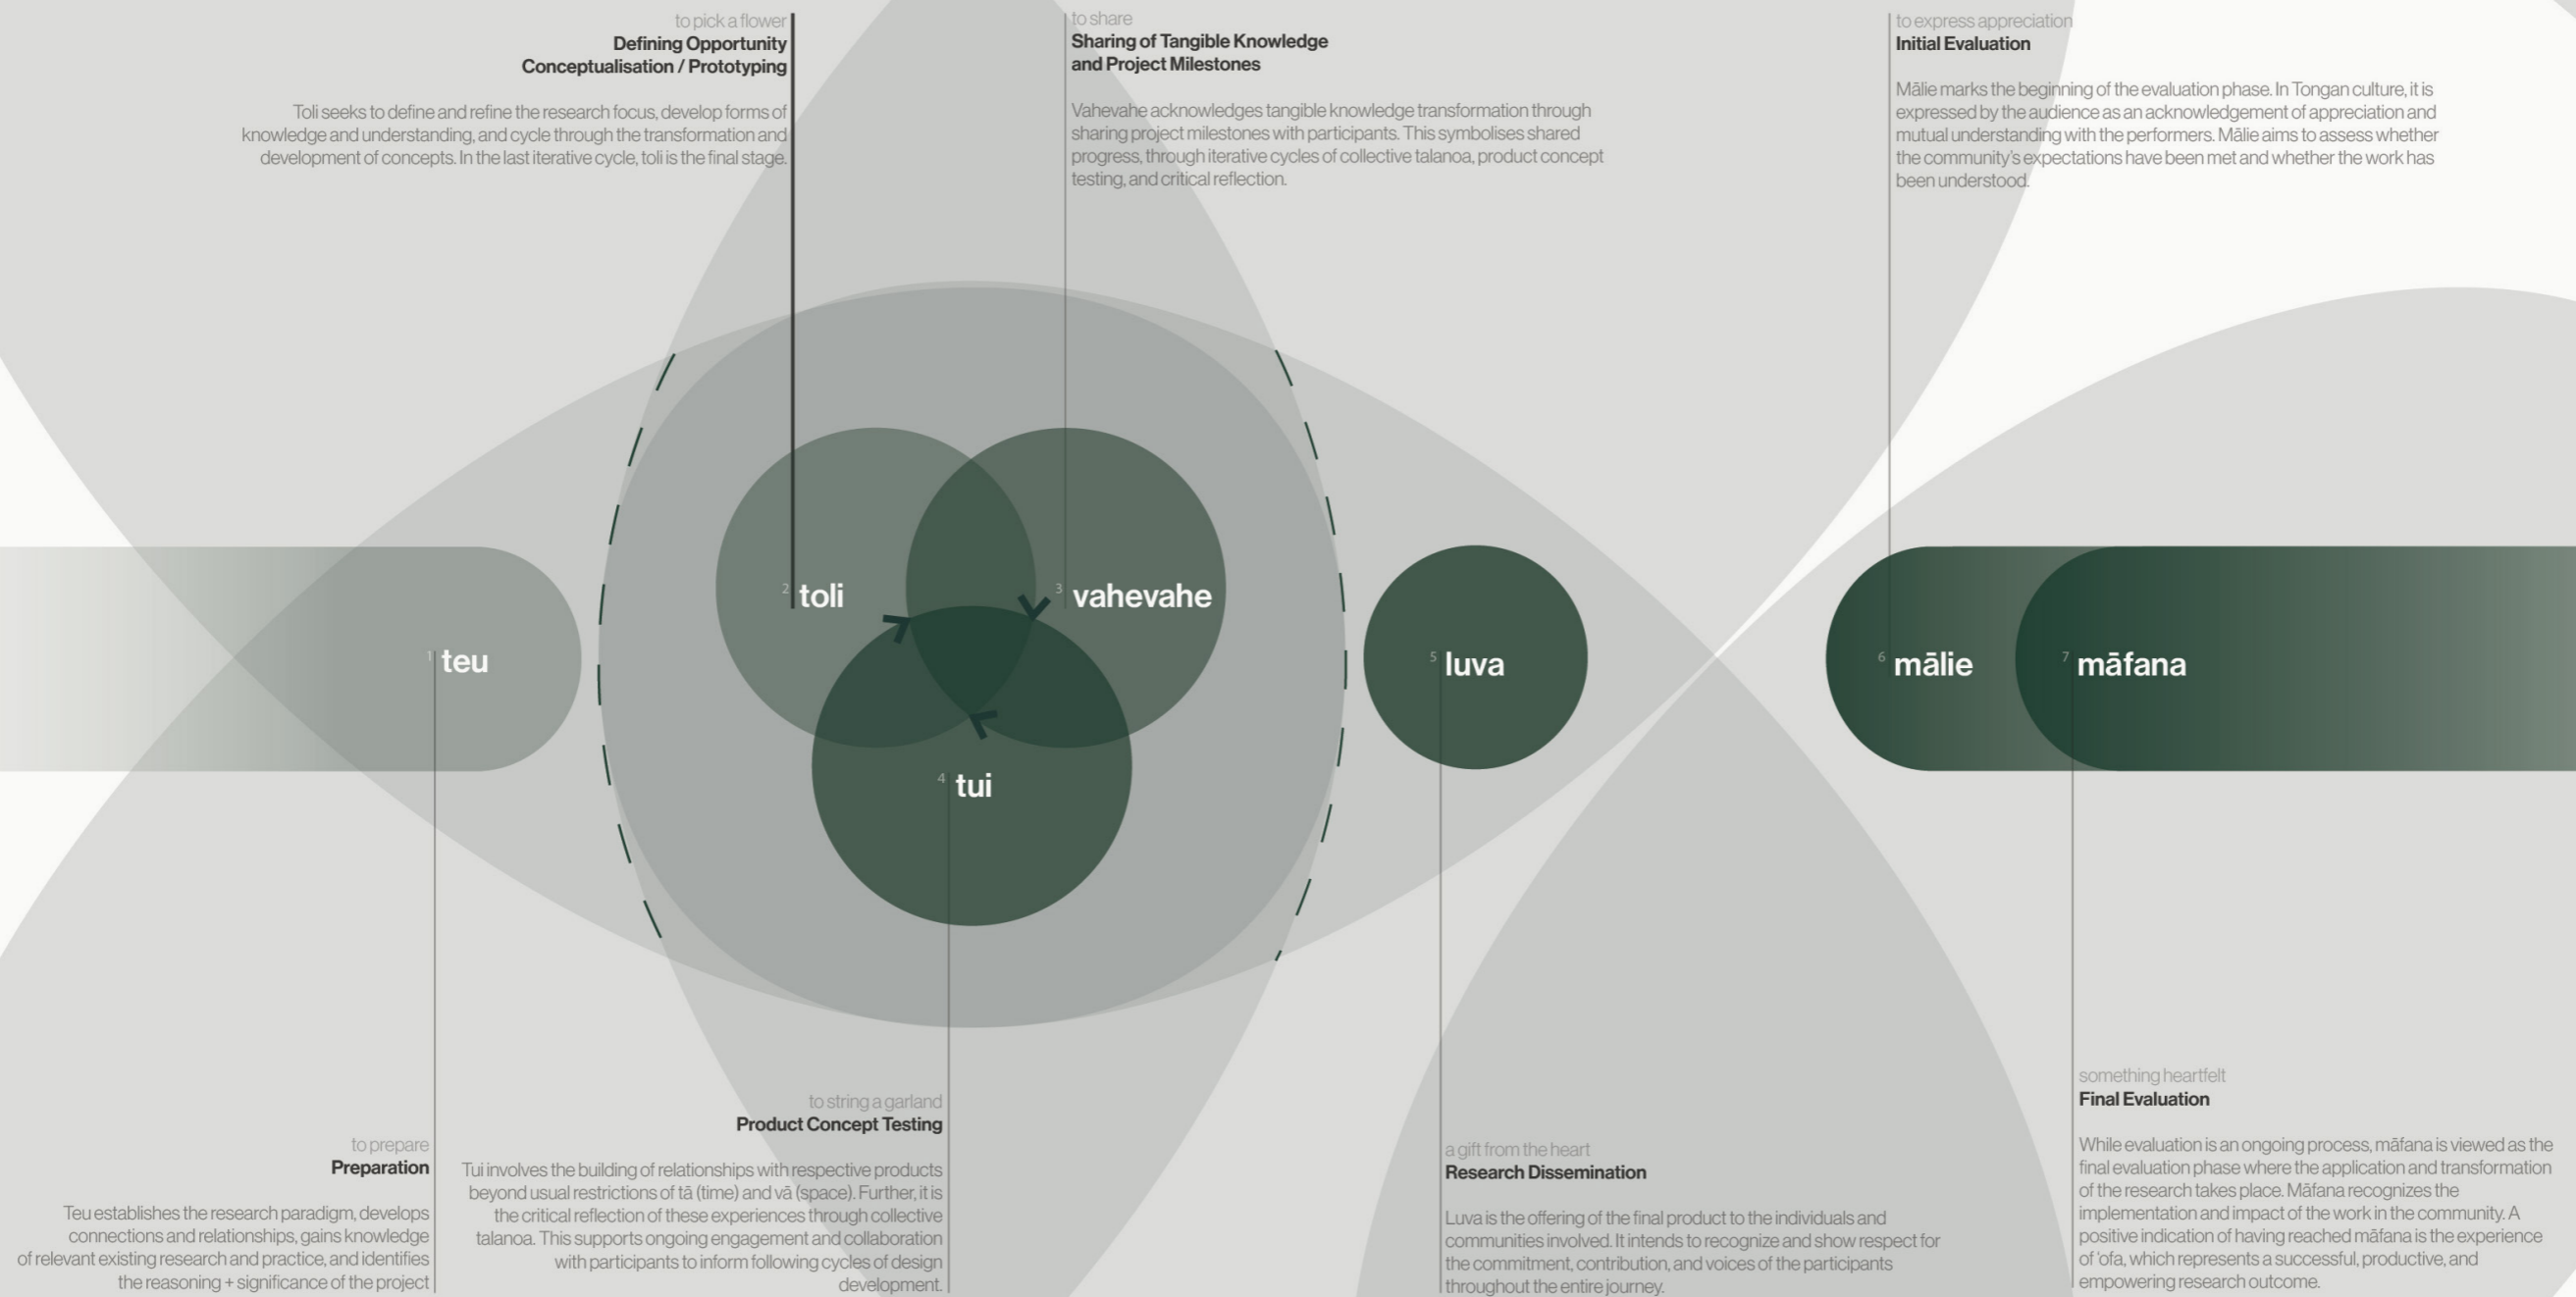 to pick a flower
Defining Opportunity
Conceptualisation / Prototyping
Toli seeks to define and refine the research focus, develop forms of
knowledge and understanding, and cycle through the transformation and
development of concepts. In the last iterative cycle, toli is the final stage.
to share
Sharing of Tangible Knowledge
and Project Milestones
Vahevahe acknowledges tangible knowledge transformation through
sharing project milestones with participants. This symbolises shared
progress, through iterative cycles of collective talanoa, product concept
testing, and critical reflection.
to express appreciation
Initial Evaluation
Mālie marks the beginning of the evaluation phase. In Tongan culture, it is
expressed by the audience as an acknowledgement of appreciation and
mutual understanding with the performers. Mālie aims to assess whether
the community's expectations have been met and whether the work has
been understood.
1 teu
2 toli
3 vahevahe
4 tui
5 luva
6 mālie
7 māfana
to prepare
Preparation
Teu establishes the research paradigm, develops
connections and relationships, gains knowledge
of relevant existing research and practice, and identifies
the reasoning + significance of the project
to string a garland
Product Concept Testing
Tui involves the building of relationships with respective products
beyond usual restrictions of tā (time) and vā (space). Further, it is
the critical reflection of these experiences through collective
talanoa. This supports ongoing engagement and collaboration
with participants to inform following cycles of design
development.
a gift from the heart
Research Dissemination
Luva is the offering of the final product to the individuals and
communities involved. It intends to recognize and show respect for
the commitment, contribution, and voices of the participants
throughout the entire journey.
something heartfelt
Final Evaluation
While evaluation is an ongoing process, māfana is viewed as the
final evaluation phase where the application and transformation
of the research takes place. Māfana recognizes the
implementation and impact of the work in the community. A
positive indication of having reached māfana is the experience
of 'ofa, which represents a successful, productive, and
empowering research outcome.